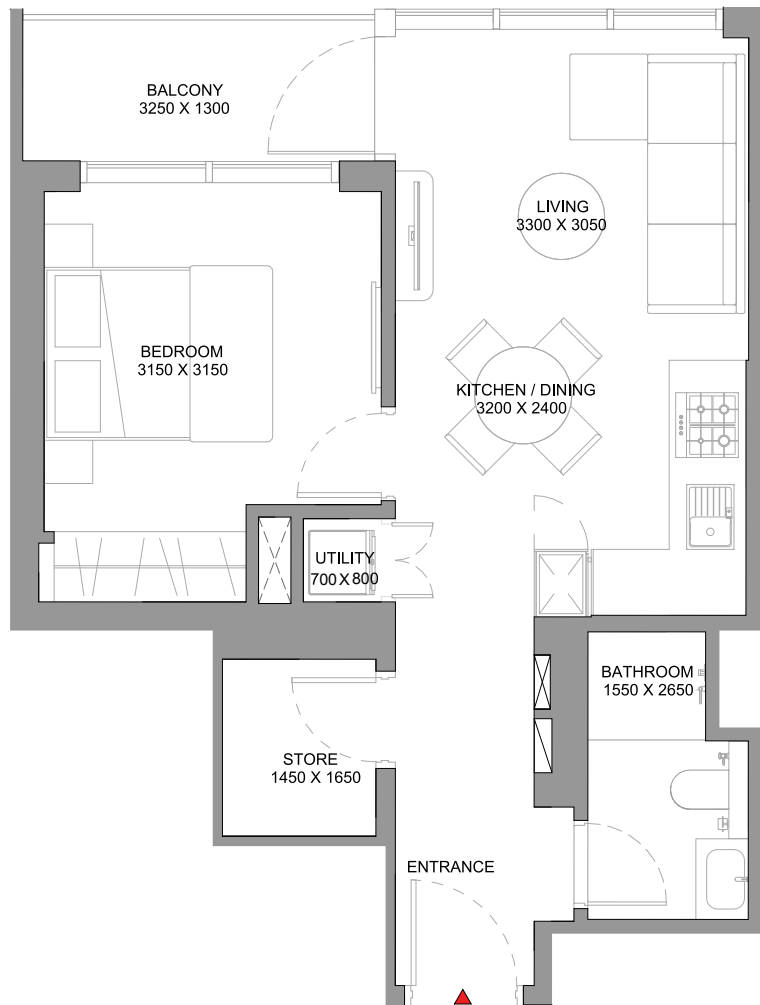 BALCONY
3250 X 1300
LIVING
3300 X 3050
BEDROOM
3150 X 3150
KITCHEN / DINING
3200 X 2400
UTILITY
700 X 800
BATHROOM
1550 X 2650
STORE
1450 X 1650
ENTRANCE